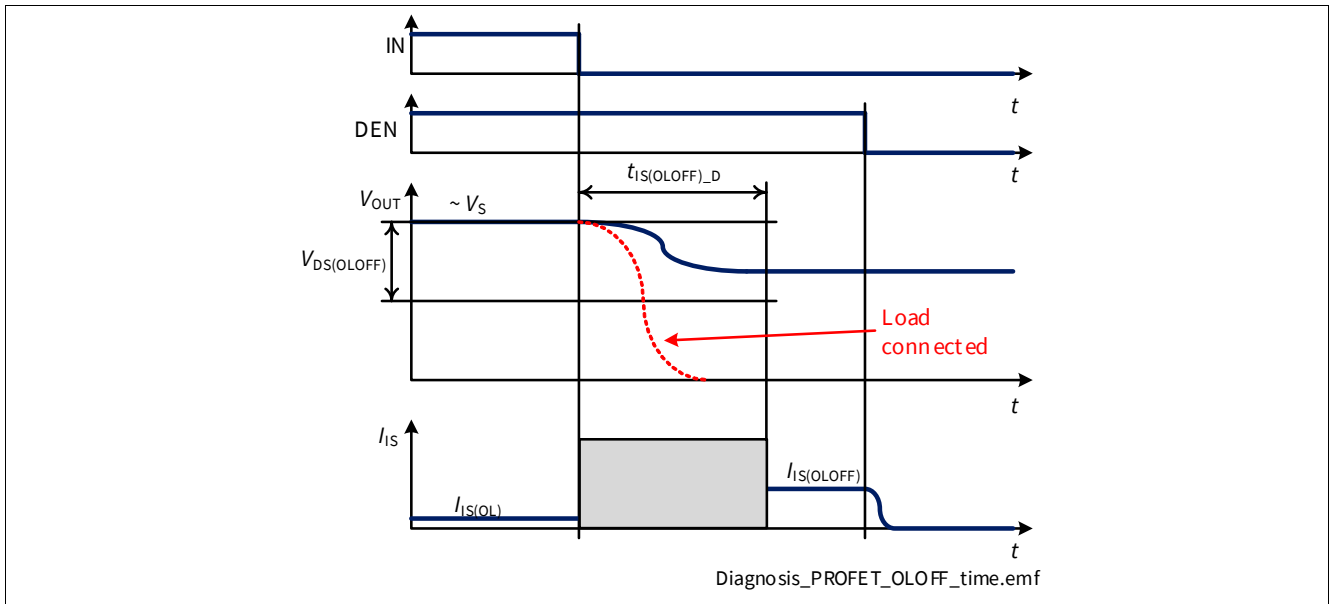 IN
t
DEN
t
tIS(OLOFF)_D
VOUT
~ VS
VDS(OLOFF)
Load
connected
t
IIS
IIS(OLOFF)
IIS(OL)
t
Diagnosis_PROFET_OLOFF_time.emf